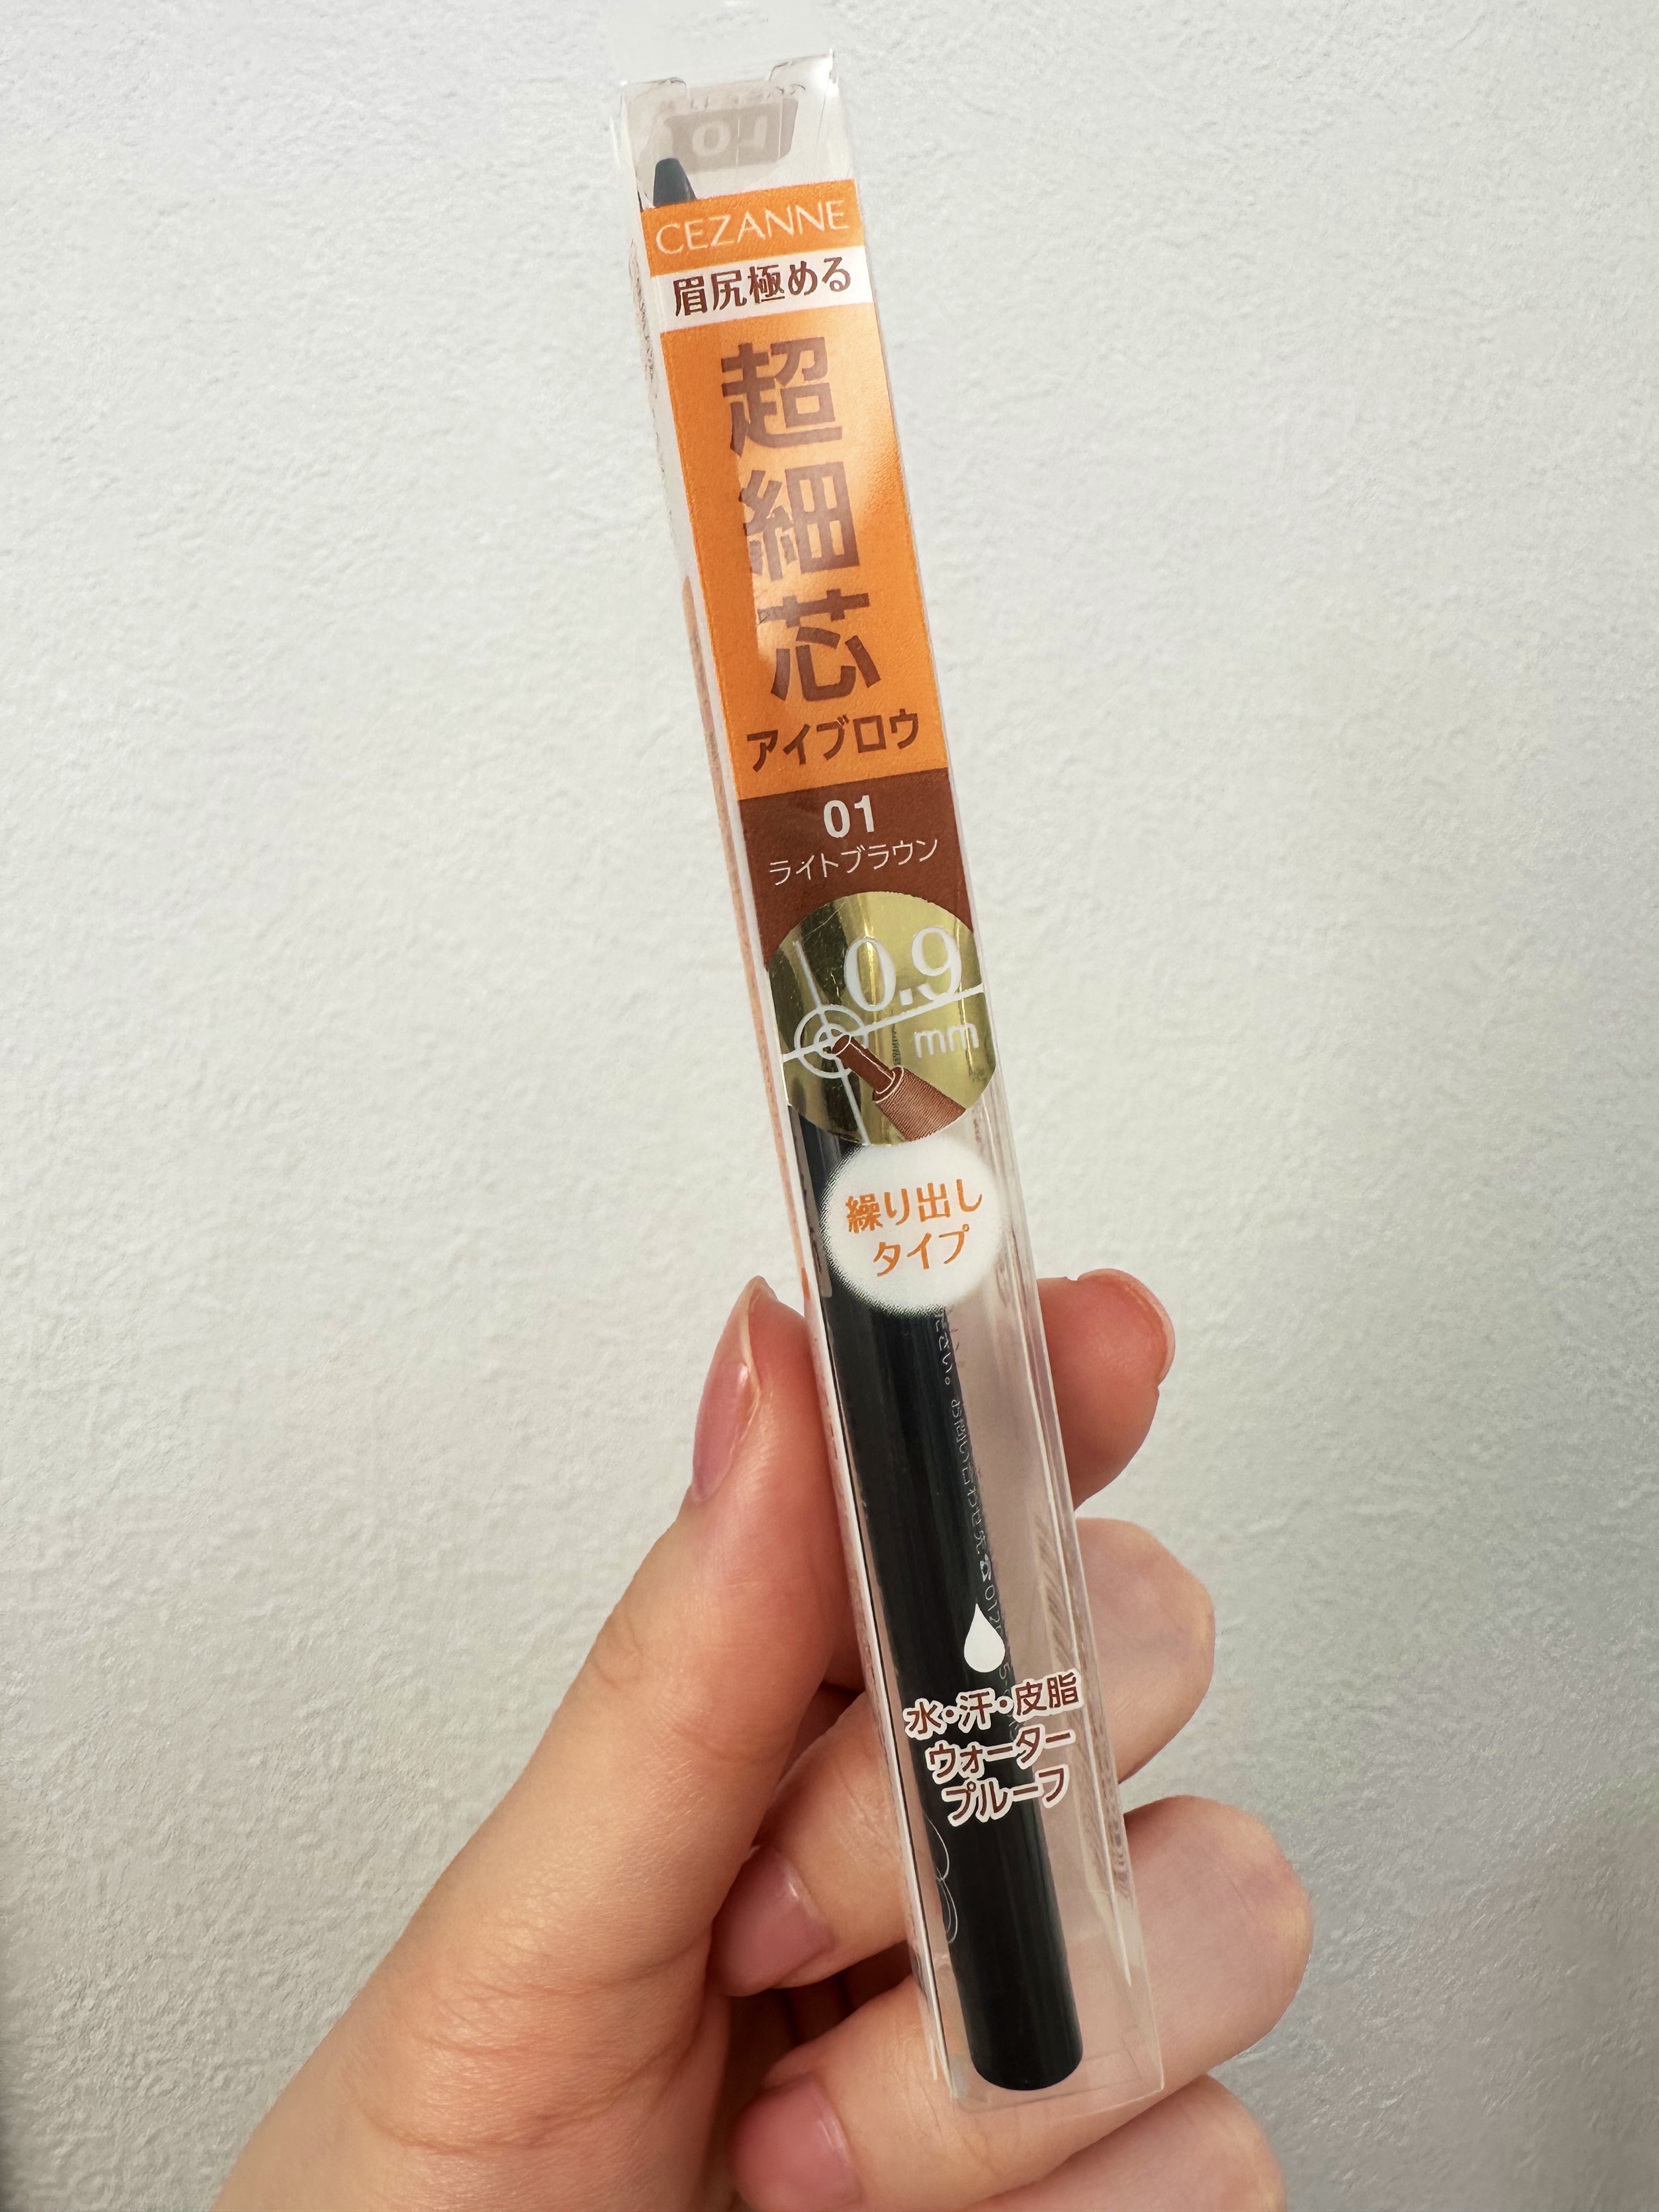 CEZANNE
眉尻極める
超細芯
アイブロウ
01
ライトブラウン
0.9
mm
繰り出し
タイプ
水・汗・皮脂
ウォーター
プルーフ